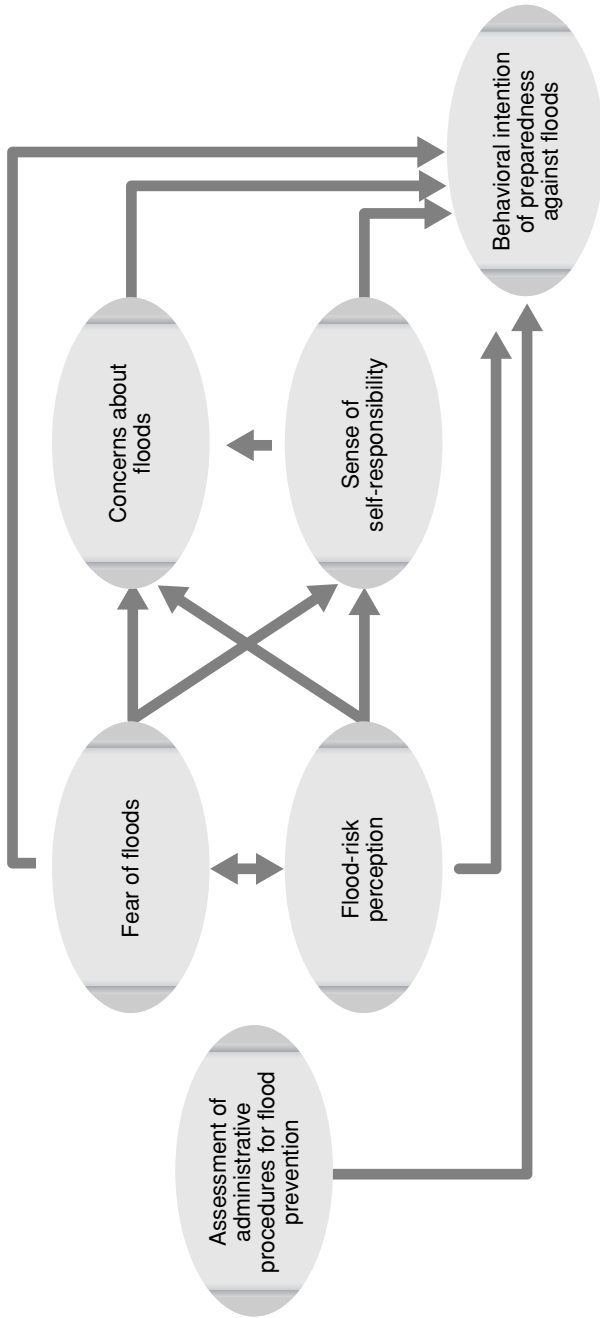 Assessment of
administrative
procedures for flood
prevention
Fear of floods
Flood-risk
perception
Concerns about
floods
Sense of
self-responsibility
Behavioral intention
of preparedness
against floods